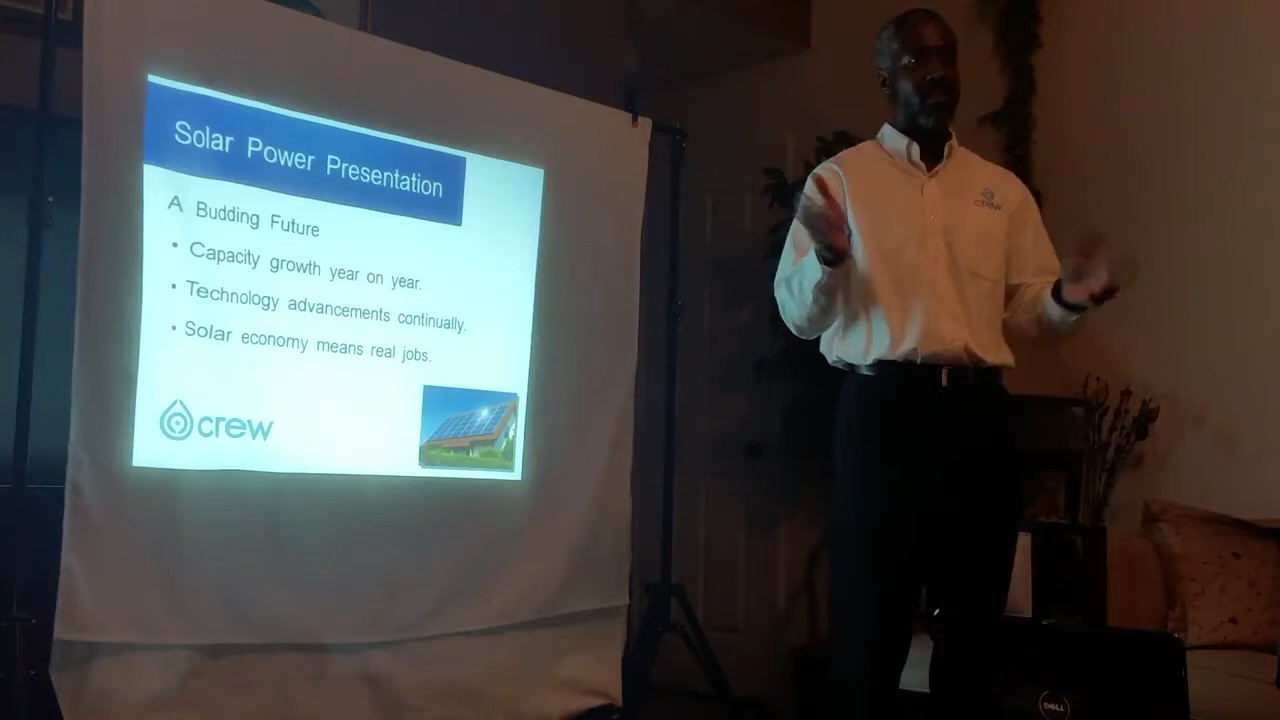 Solar Power Presentation
A Budding Future
• Capacity growth year on year.
• Technology advancements continually.
• Solar economy means real jobs.
crew
crew
DELL